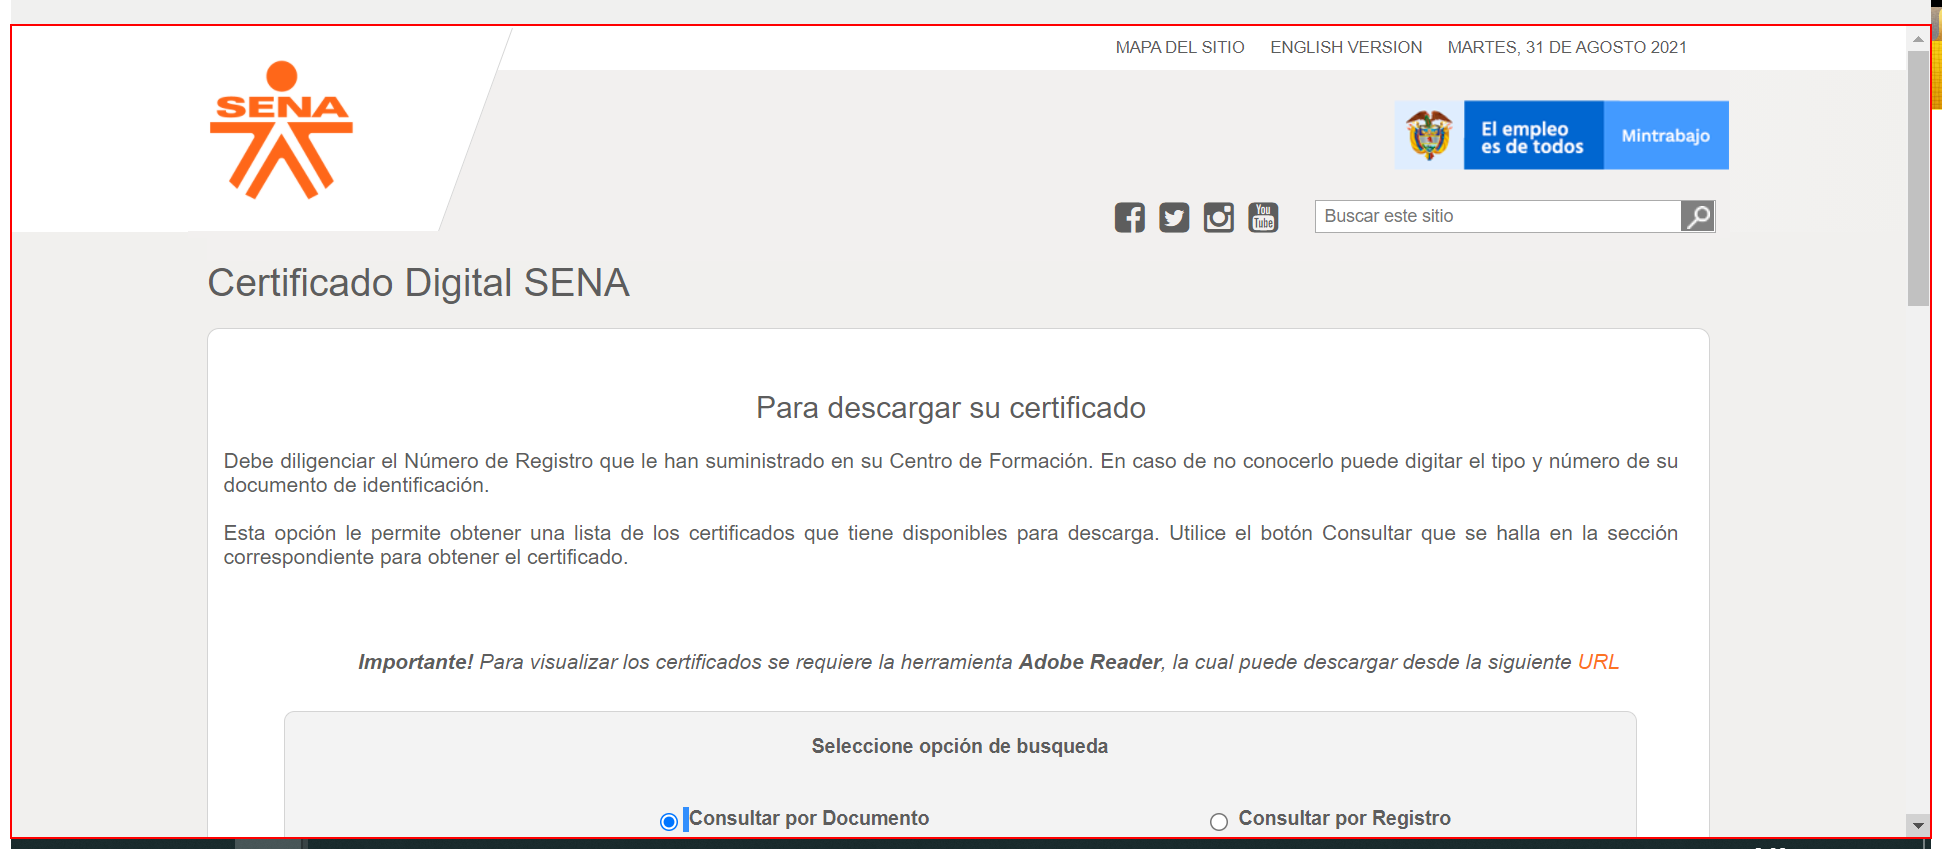 MAPA DEL SITIO ENGLISH VERSION MARTES, 31 DE AGOSTO 2021
SENA
El empleo
es de todos
Mintrabajo
You
Tube
Buscar este sitio
Certificado Digital SENA
Para descargar su certificado
Debe diligenciar el Número de Registro que le han suministrado en su Centro de Formación. En caso de no conocerlo puede digitar el tipo y número de su
documento de identificación.
Esta opción le permite obtener una lista de los certificados que tiene disponibles para descarga. Utilice el botón Consultar que se halla en la sección
correspondiente para obtener el certificado.
Importante! Para visualizar los certificados se requiere la herramienta Adobe Reader, la cual puede descargar desde la siguiente URL
Seleccione opción de busqueda
Consultar por Documento Consultar por Registro